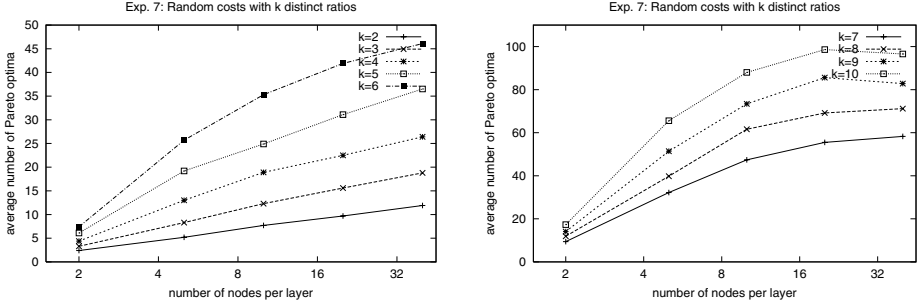 Exp. 7: Random costs with k distinct ratios
average number of Pareto optima
50
45
40
35
30
25
20
15
10
5
0
k=2
k=3
k=4
k=5
k=6
2 4 8 16 32
number of nodes per layer
Exp. 7: Random costs with k distinct ratios
average number of Pareto optima
100
80
60
40
20
0
k=7
k=8
k=9
k=10
2 4 8 16 32
number of nodes per layer